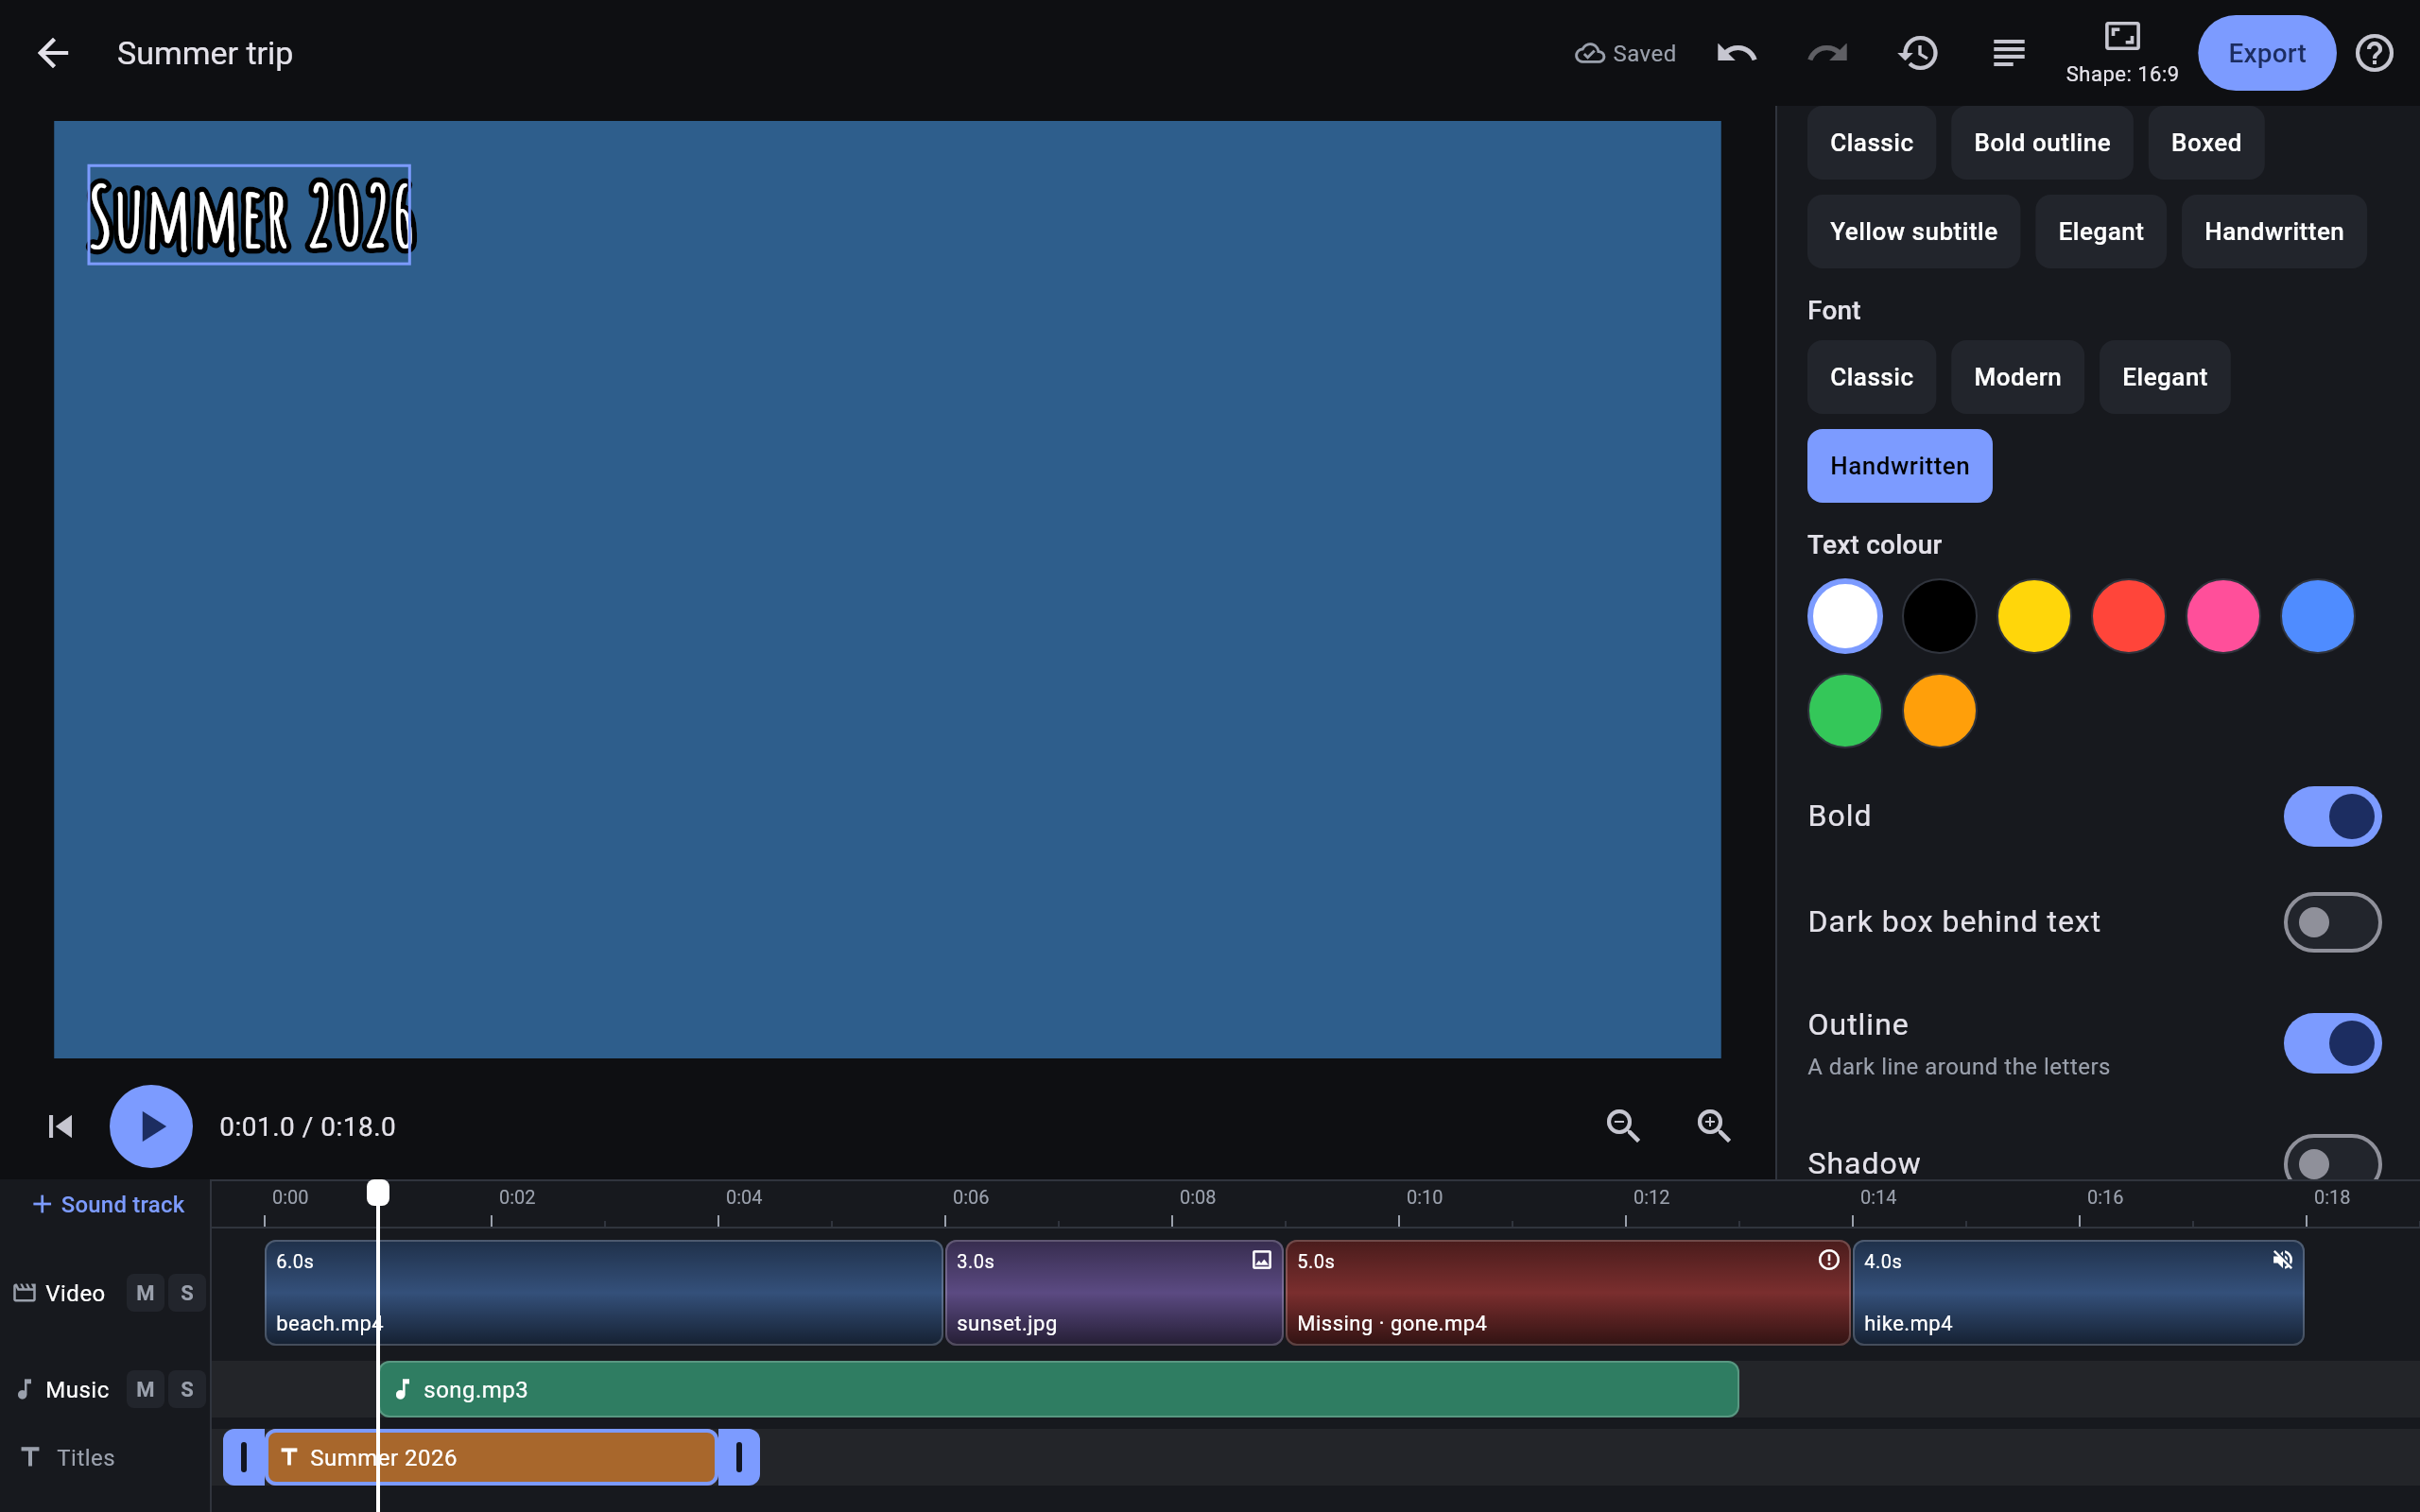 Summer trip
Saved
Shape: 16:9
Export
Summer 2026
Classic
Bold outline
Boxed
Yellow subtitle
Elegant
Handwritten
Font
Classic
Modern
Elegant
Handwritten
Text colour
Bold
Dark box behind text
Outline
A dark line around the letters
Shadow
0:01.0 / 0:18.0
+ Sound track
0:00
0:02
0:04
0:06
0:08
0:10
0:12
0:14
0:16
0:18
Video
M
S
6.0s
beach.mp4
3.0s
sunset.jpg
5.0s
Missing · gone.mp4
4.0s
hike.mp4
Music
M
S
song.mp3
Titles
Summer 2026